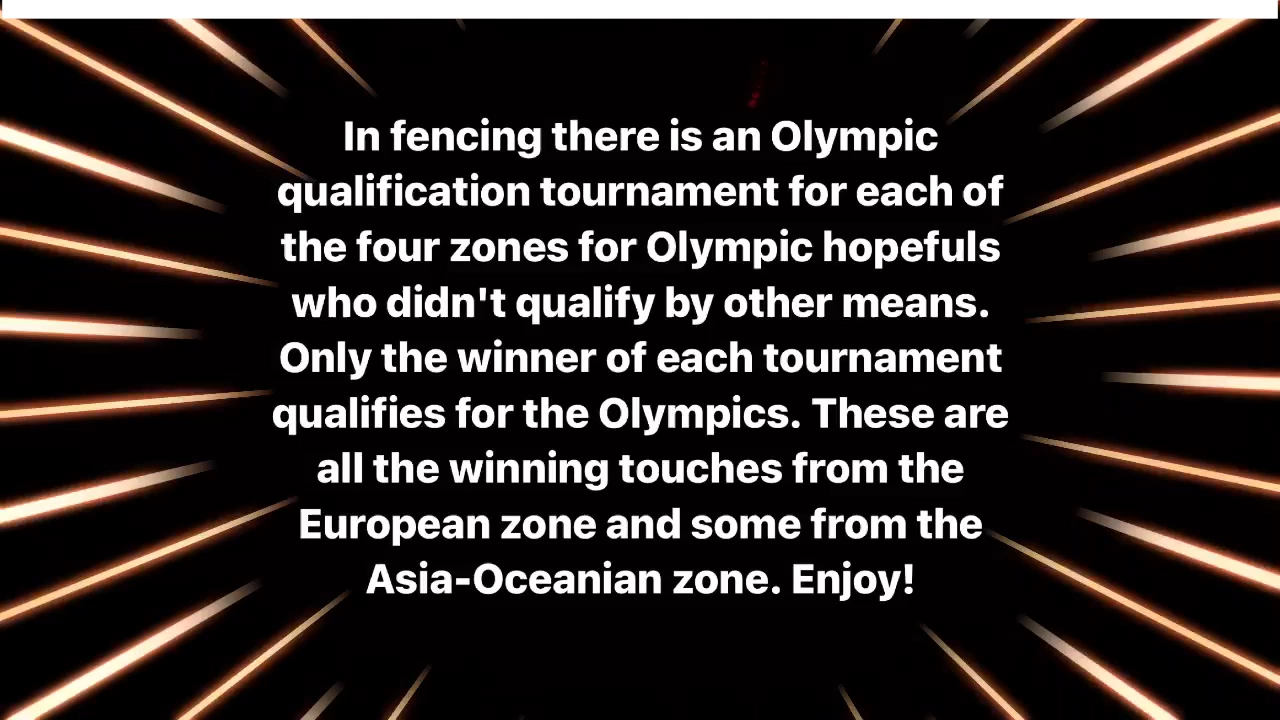 In fencing there is an Olympic
qualification tournament for each of
the four zones for Olympic hopefuls
who didn't qualify by other means.
Only the winner of each tournament
qualifies for the Olympics. These are
all the winning touches from the
European zone and some from the
Asia-Oceanian zone. Enjoy!